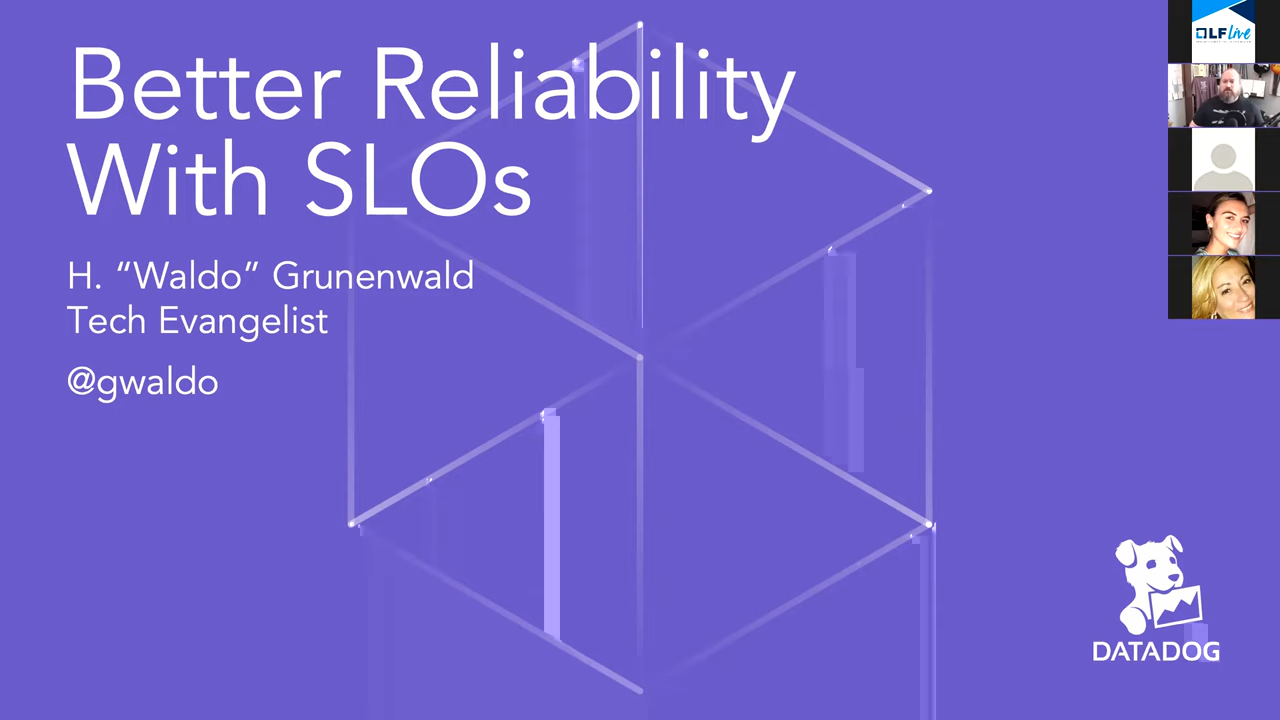 Better Reliability
With SLOs
H. “Waldo” Grunenwald
Tech Evangelist
@gwaldo
DATADOG
LF Live